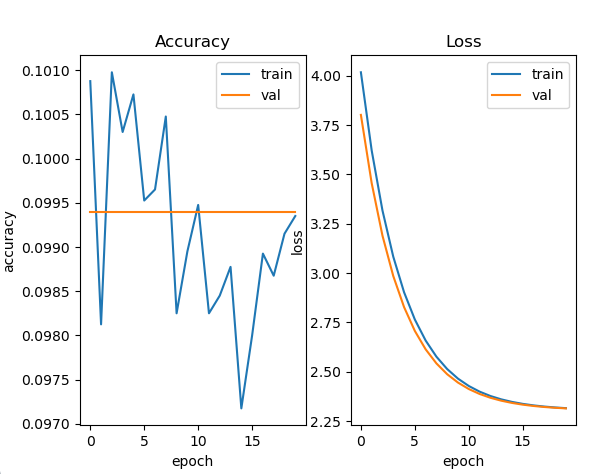 Accuracy
train
val
0.1010
0.1005
0.1000
0.0995
0.0990
0.0985
0.0980
0.0975
0.0970
accuracy
0
5
10
15
epoch
Loss
train
val
4.00
3.75
3.50
3.25
3.00
2.75
2.50
2.25
loss
0
5
10
15
epoch